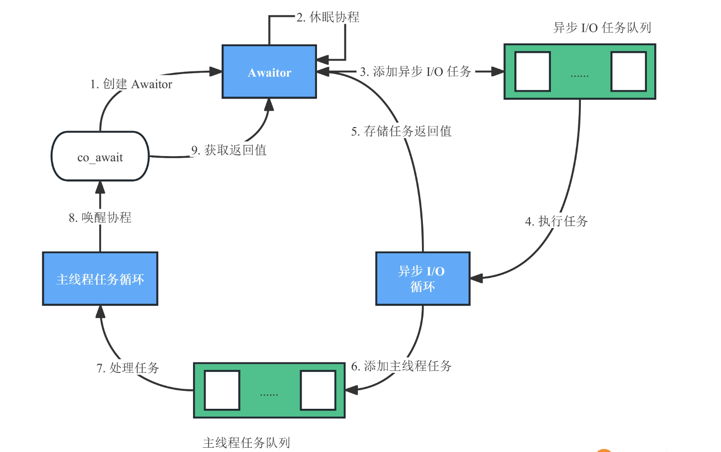 2. 休眠协程
异步 I/O 任务队列
Awaitor
3. 添加异步 I/O 任务
......
1. 创建 Awaitor
5. 存储任务返回值
9. 获取返回值
co_await
8. 唤醒协程
4. 执行任务
主线程任务循环
异步 I/O
循环
7. 处理任务
6. 添加主线程任务
......
主线程任务队列